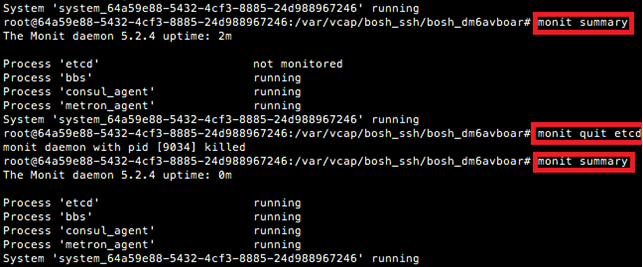 System 'system_64a59e88-5432-4cf3-8885-24d988967246' running
root@64a59e88-5432-4cf3-8885-24d988967246:/var/vcap/bosh_ssh/bosh_dm6avboar# monit summary
The Monit daemon 5.2.4 uptime: 2m
Process 'etcd' not monitored
Process 'bbs' running
Process 'consul_agent' running
Process 'metron_agent' running
System 'system_64a59e88-5432-4cf3-8885-24d988967246' running
root@64a59e88-5432-4cf3-8885-24d988967246:/var/vcap/bosh_ssh/bosh_dm6avboar# monit quit etcd
monit daemon with pid [9034] killed
root@64a59e88-5432-4cf3-8885-24d988967246:/var/vcap/bosh_ssh/bosh_dm6avboar# monit summary
The Monit daemon 5.2.4 uptime: 0m
Process 'etcd' running
Process 'bbs' running
Process 'consul_agent' running
Process 'metron_agent' running
System 'system_64a59e88-5432-4cf3-8885-24d988967246' running